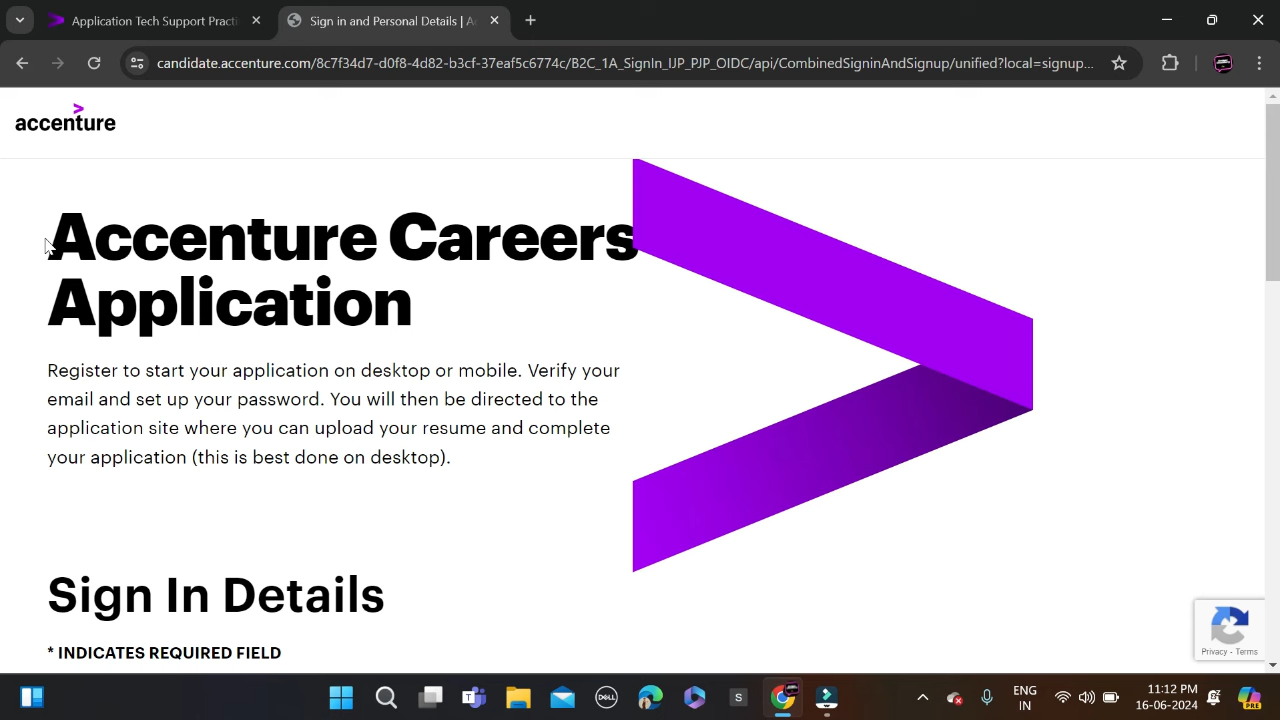 Application Tech Support Practi
Sign in and Personal Details | A
candidate.accenture.com/8c7f34d7-d0f8-4d82-b3cf-37eaf5c6774c/B2C_1A_SignIn_IJP_PJP_OIDC/api/CombinedSigninAndSignup/unified?local=signup...
accenture
Accenture Careers
Application
Register to start your application on desktop or mobile. Verify your
email and set up your password. You will then be directed to the
application site where you can upload your resume and complete
your application (this is best done on desktop).
Sign In Details
* INDICATES REQUIRED FIELD
Privacy - Terms
DELL
S
ENG
IN
11:12 PM
16-06-2024
PRE